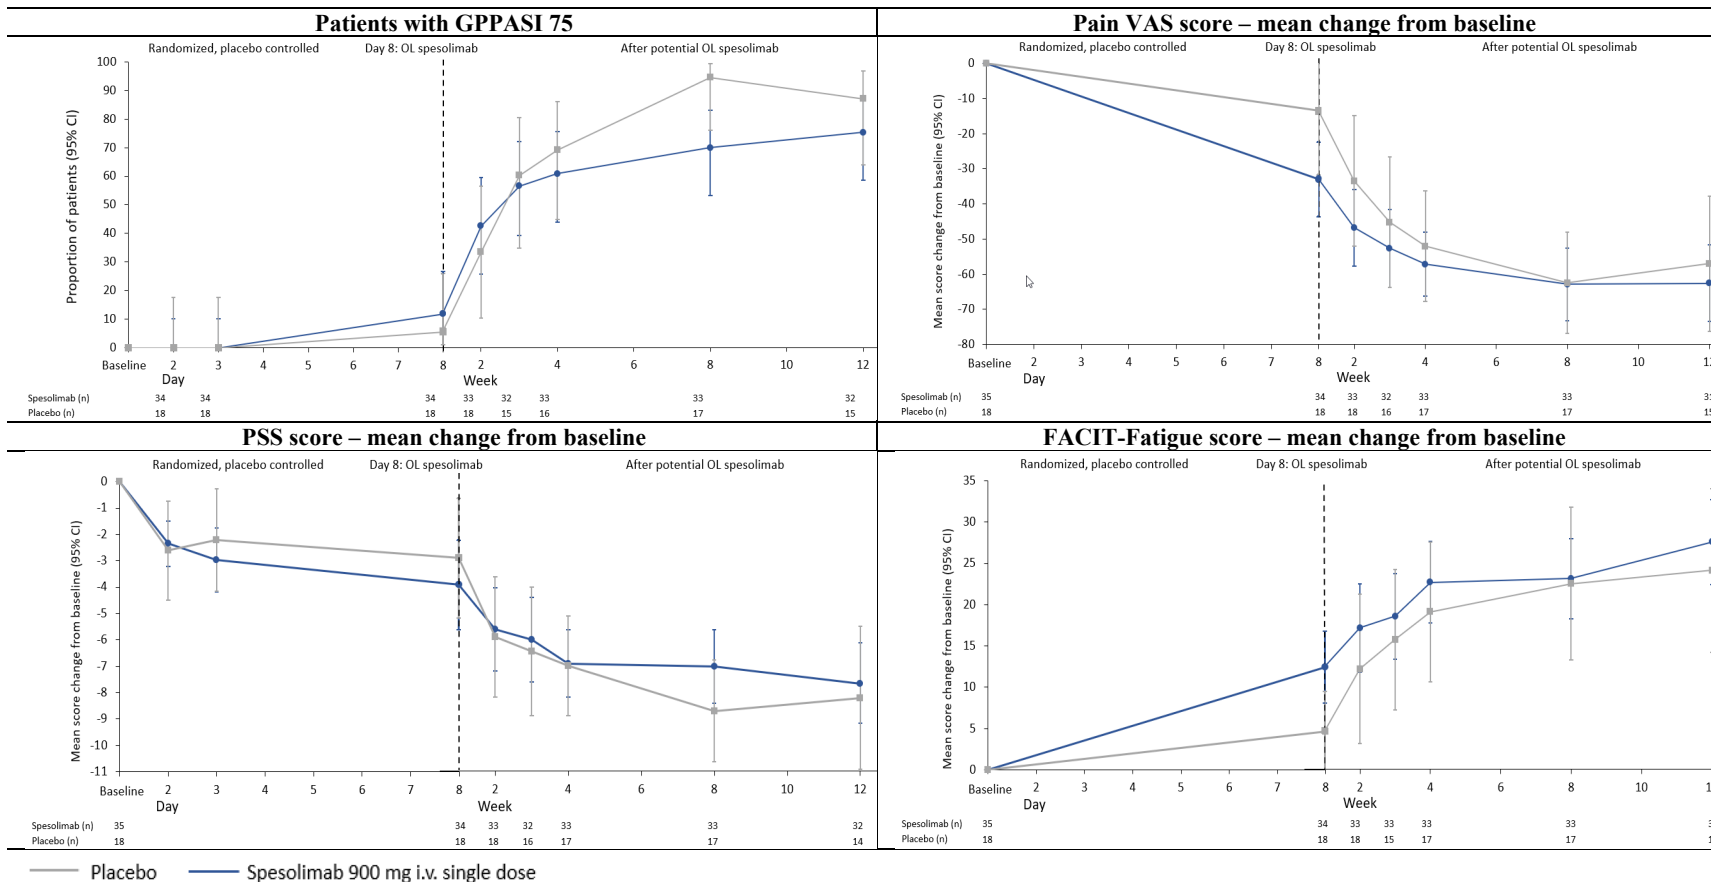 Patients with GPPASI 75
Randomized, placebo controlled Day 8: OL spesolimab After potential OL spesolimab
Proportion of patients (95% CI)
100
90
80
70
60
50
40
30
20
10
0
Baseline 2 3 4 5 6 7 8 2 4 6 8 10 12
Day Week
Spesolimab (n) 34 34 34 33 32 33 33 32
Placebo (n) 18 18 18 18 15 16 17 15
Pain VAS score – mean change from baseline
Randomized, placebo controlled Day 8: OL spesolimab After potential OL spesolimab
Mean score change from baseline (95% CI)
0
-10
-20
-30
-40
-50
-60
-70
-80
Baseline 2 3 4 5 6 7 8 2 4 6 8 10
Day Week
Spesolimab (n) 35 34 33 32 33 33
Placebo (n) 18 18 18 16 17 17
PSS score – mean change from baseline
Randomized, placebo controlled Day 8: OL spesolimab After potential OL spesolimab
Mean score change from baseline (95% CI)
0
-1
-2
-3
-4
-5
-6
-7
-8
-9
-10
-11
Baseline 2 3 4 5 6 7 8 2 4 6 8 10 12
Day Week
Spesolimab (n) 35 34 33 32 33 33 32
Placebo (n) 18 18 18 16 17 17 14
FACIT-Fatigue score – mean change from baseline
Randomized, placebo controlled Day 8: OL spesolimab After potential OL spesolimab
Mean score change from baseline (95% CI)
35
30
25
20
15
10
5
0
Baseline 2 3 4 5 6 7 8 2 4 6 8 10
Day Week
Spesolimab (n) 35 34 33 33 33 33
Placebo (n) 18 18 18 15 17 17
Placebo Spesolimab 900 mg i.v. single dose